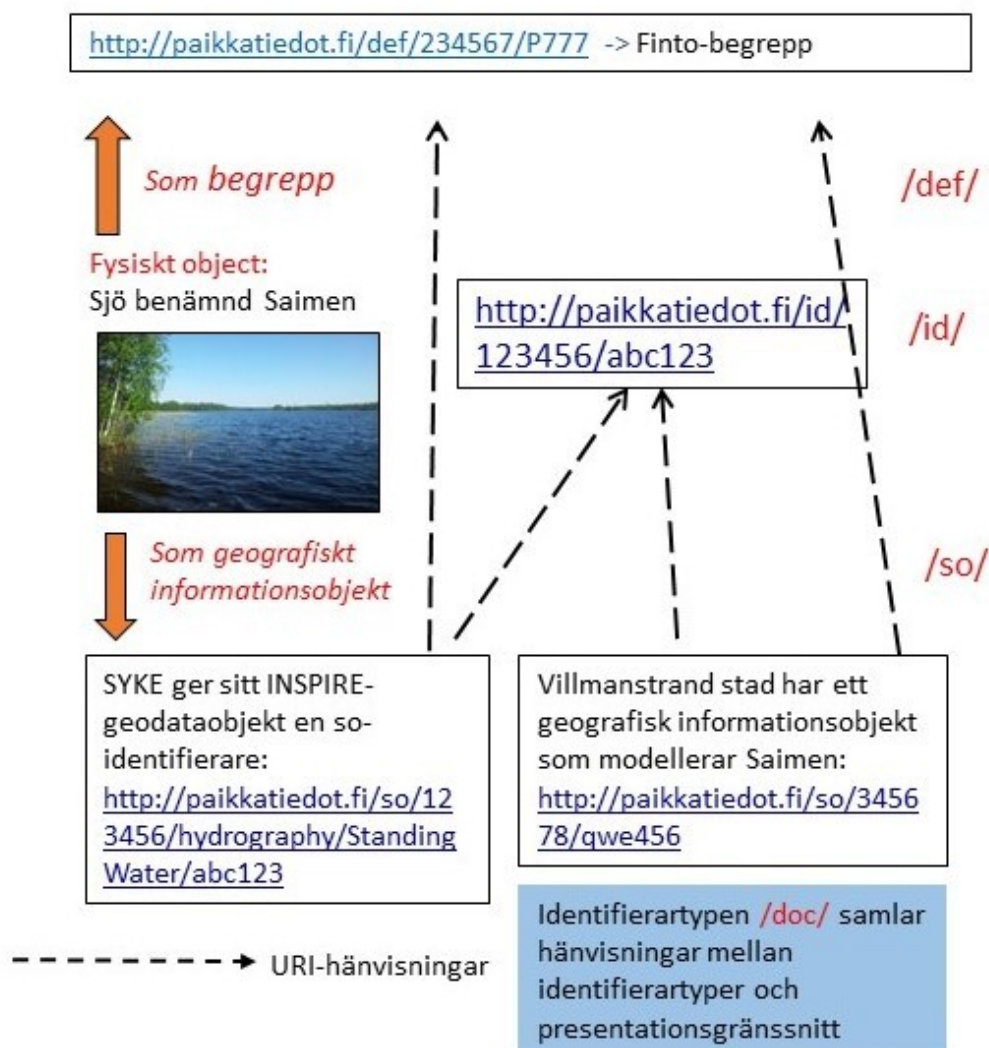 http://paikkatiedot.fi/def/234567/P777 -> Finto-begrepp
Som begrepp
/def/
Fysiskt object:
Sjö benämnd Saimen
http://paikkatiedot.fi/id/
123456/abc123
/id/
Som geografiskt
informationsobjekt
/so/
SYKE ger sitt INSPIRE-
geodataobjekt en so-
identifierare:
http://paikkatiedot.fi/so/12
3456/hydrography/Standing
Water/abc123
Villmanstrand stad har ett
geografisk informationsobjekt
som modellerar Saimen:
http://paikkatiedot.fi/so/3456
78/qwe456
Identifierartypen /doc/ samlar
hänvisningar mellan
identifierartyper och
presentationsgränssnitt
URI-hänvisningar